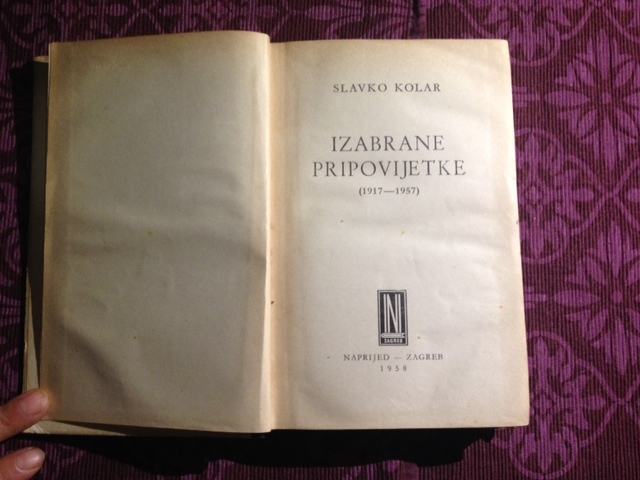 SLAVKO KOLAR
IZABRANE
PRIPOVIJETKE
(1917—1957)
N
ZAGREB
NAPRIJED — ZAGREB
1958